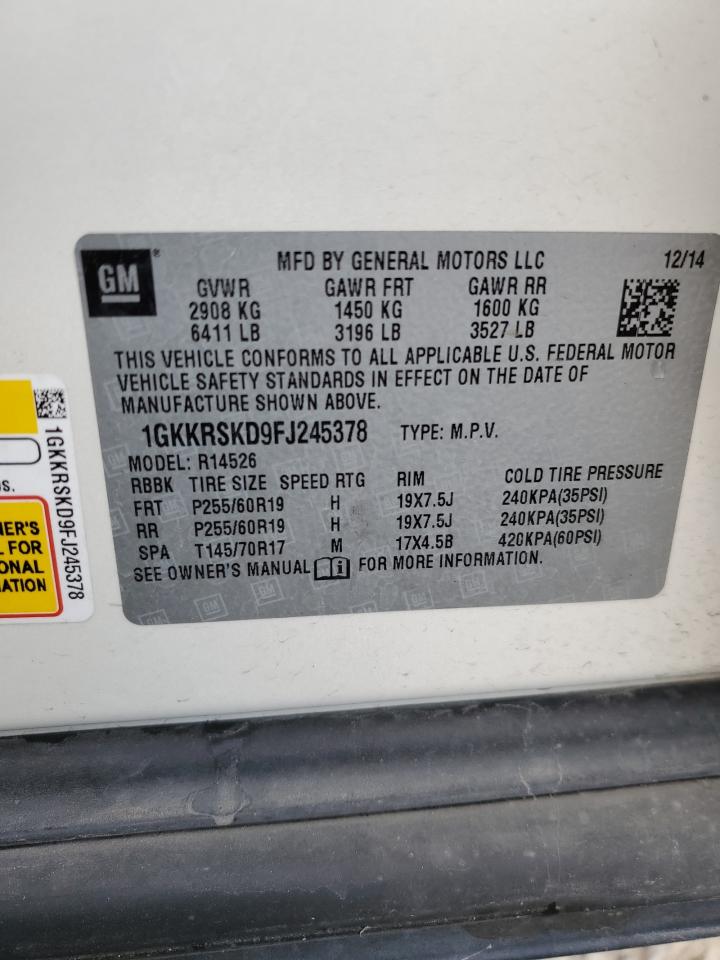 GM
®
MFD BY GENERAL MOTORS LLC 12/14
GVWR GAWR FRT GAWR RR
2908 KG 1450 KG 1600 KG
6411 LB 3196 LB 3527 LB
THIS VEHICLE CONFORMS TO ALL APPLICABLE U.S. FEDERAL MOTOR
VEHICLE SAFETY STANDARDS IN EFFECT ON THE DATE OF
MANUFACTURE SHOWN ABOVE.
1GKKRSKD9FJ245378 TYPE: M.P.V.
MODEL: R14526
RBBK TIRE SIZE SPEED RTG RIM COLD TIRE PRESSURE
FRT P255/60R19 H 19X7.5J 240KPA(35PSI)
RR P255/60R19 H 19X7.5J 240KPA(35PSI)
SPA T145/70R17 M 17X4.5B 420KPA(60PSI)
SEE OWNER'S MANUAL FOR MORE INFORMATION.
1GKKRSKD9FJ245378
S.
NER'S
L FOR
IONAL
MATION